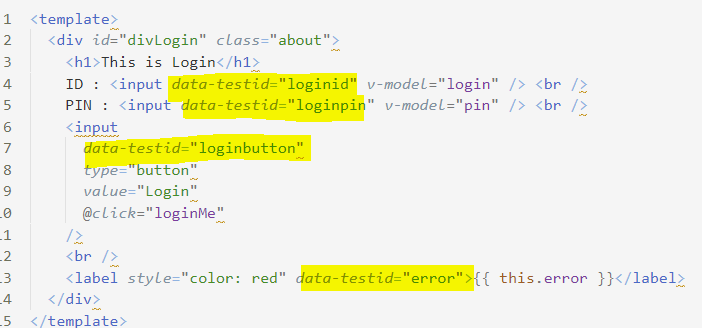 1 <template>
2 <div id="divLogin" class="about">
3 <h1>This is Login</h1>
4 ID : <input data-testid="loginid" v-model="login" /> <br />
5 PIN : <input data-testid="loginpin" v-model="pin" /> <br />
6 <input
7 data-testid="loginbutton"
8 type="button"
9 value="Login"
10 @click="loginMe"
11 />
12 <br />
13 <label style="color: red" data-testid="error">{{ this.error }}</label>
14 </div>
15 </template>